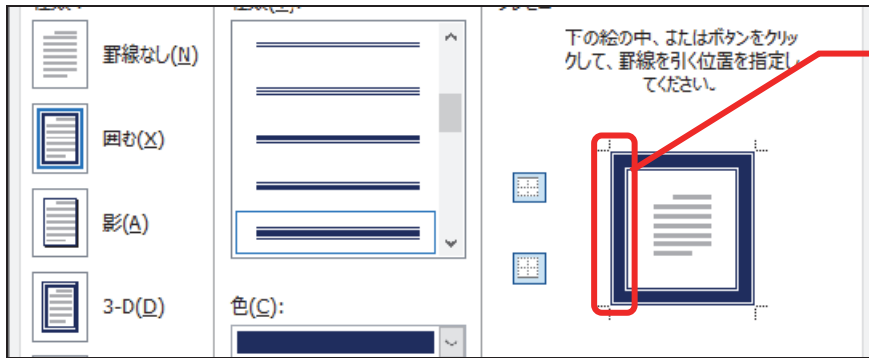 罫線なし(N)
囲む(X)
影(A)
3-D(D)
色(C):
下の絵の中、またはボタンをクリッ
クして、罫線を引く位置を指定し
てください。